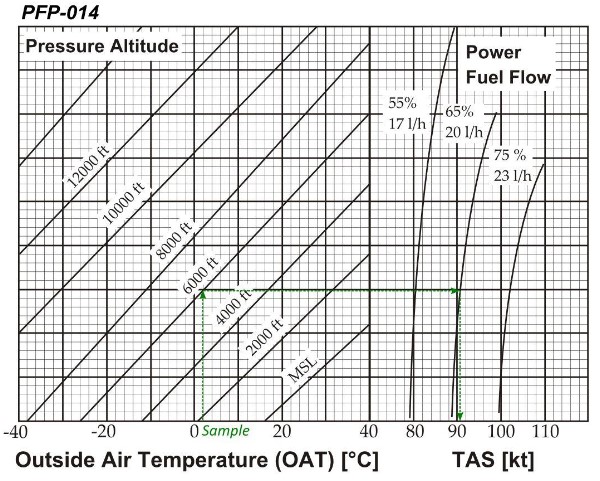 PFP-014
Pressure Altitude
Power
Fuel Flow
55%
17 l/h
65%
20 l/h
75 %
23 l/h
12000 ft
10000 ft
8000 ft
6000 ft
4000 ft
2000 ft
MSL
-40 -20 0 Sample 20 40 80 90 100 110
Outside Air Temperature (OAT) [°C] TAS [kt]